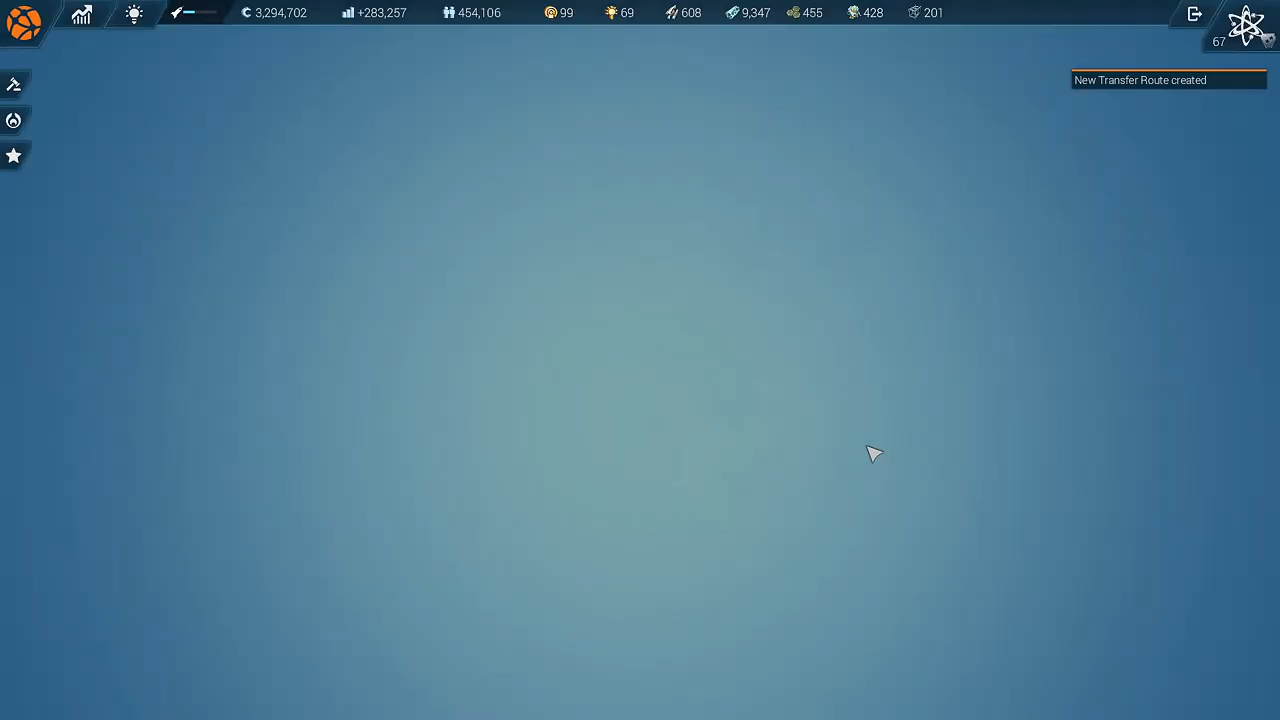 3,294,702 +283,257 454,106 99 69 608 9,347 455 428 201
67
New Transfer Route created